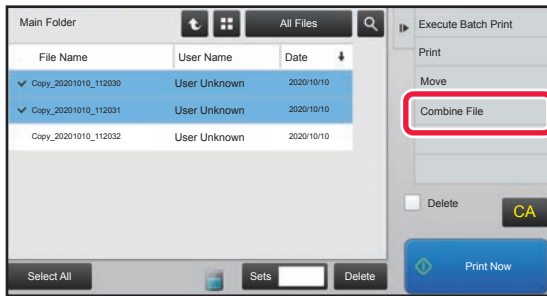 Main Folder
All Files
File Name
User Name
Date
Copy_20201010_112030
User Unknown
2020/10/10
Copy_20201010_112031
User Unknown
2020/10/10
Copy_20201010_112032
User Unknown
2020/10/10
Select All
Sets
Delete
Execute Batch Print
Print
Move
Combine File
Delete
CA
Print Now